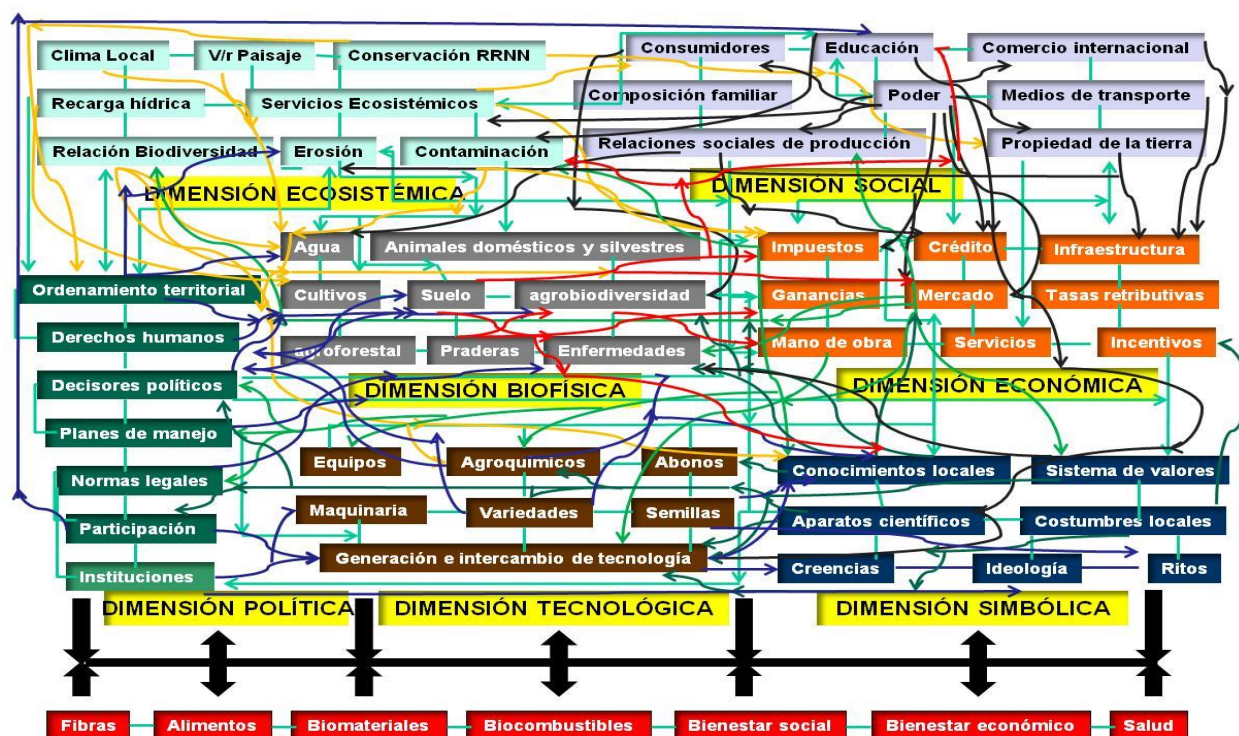 Clima Local
V/r Paisaje
Conservación RRNN
Consumidores
Educación
Comercio internacional
Recarga hídrica
Servicios Ecosistémicos
Composición familiar
Poder
Medios de transporte
Relación Biodiversidad
Erosión
Contaminación
Relaciones sociales de producción
Propiedad de la tierra
DIMENSIÓN ECOSISTÉMICA
DIMENSIÓN SOCIAL
Agua
Animales domésticos y silvestres
Impuestos
Crédito
Infraestructura
Ordenamiento territorial
Cultivos
Suelo
agrobiodiversidad
Ganancias
Mercado
Tasas retributivas
Derechos humanos
agroforestal
Praderas
Enfermedades
Mano de obra
Servicios
Incentivos
Decisores políticos
DIMENSIÓN BIOFÍSICA
DIMENSIÓN ECONÓMICA
Planes de manejo
Equipos
Agroquímicos
Abonos
Conocimientos locales
Sistema de valores
Normas legales
Maquinaria
Variedades
Semillas
Aparatos científicos
Costumbres locales
Participación
Generación e intercambio de tecnología
Creencias
Ideología
Ritos
Instituciones
DIMENSIÓN POLÍTICA
DIMENSIÓN TECNOLÓGICA
DIMENSIÓN SIMBÓLICA
Fibras
Alimentos
Biomateriales
Biocombustibles
Bienestar social
Bienestar económico
Salud